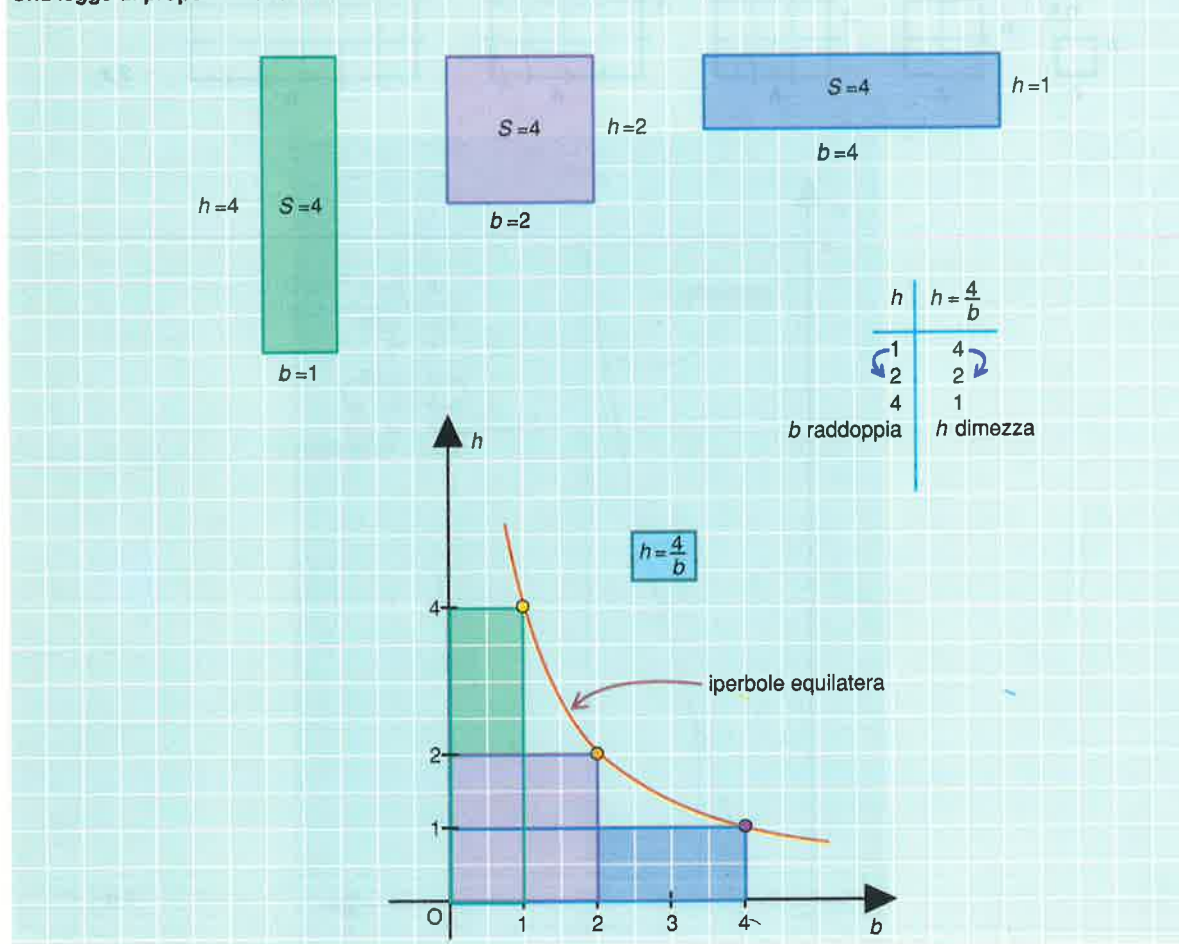 S=4
h=1
S=4
h=2
b=4
h=4
S=4
b=2
b=1
h
h = 4/b
1 4
2 2
4 1
b raddoppia h dimezza
h
h = 4/b
4
iperbole equilatera
2
1
O 1 2 3 4 b